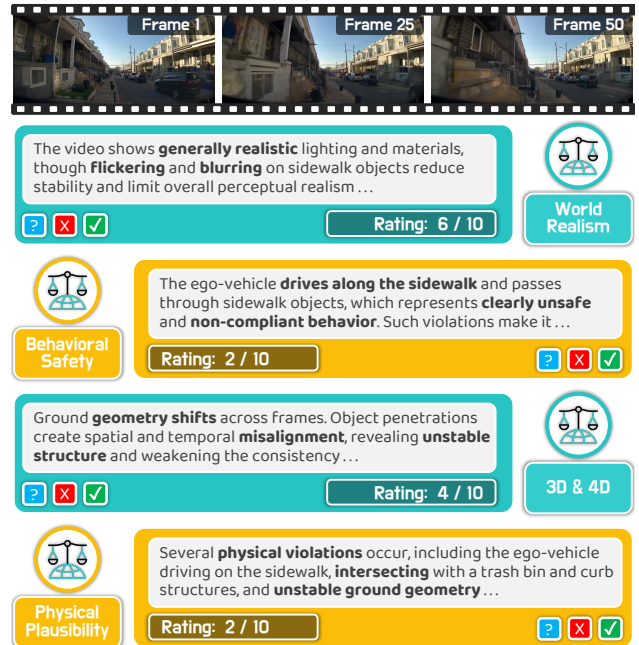 Frame 1
Frame 25
Frame 50
The video shows generally realistic lighting and materials,
though flickering and blurring on sidewalk objects reduce
stability and limit overall perceptual realism ...
? X ✓
Rating: 6 / 10
World
Realism
Behavioral
Safety
The ego-vehicle drives along the sidewalk and passes
through sidewalk objects, which represents clearly unsafe
and non-compliant behavior. Such violations make it ...
Rating: 2 / 10
? X ✓
Ground geometry shifts across frames. Object penetrations
create spatial and temporal misalignment, revealing unstable
structure and weakening the consistency ...
? X ✓
Rating: 4 / 10
3D & 4D
Physical
Plausibility
Several physical violations occur, including the ego-vehicle
driving on the sidewalk, intersecting with a trash bin and curb
structures, and unstable ground geometry ...
Rating: 2 / 10
? X ✓